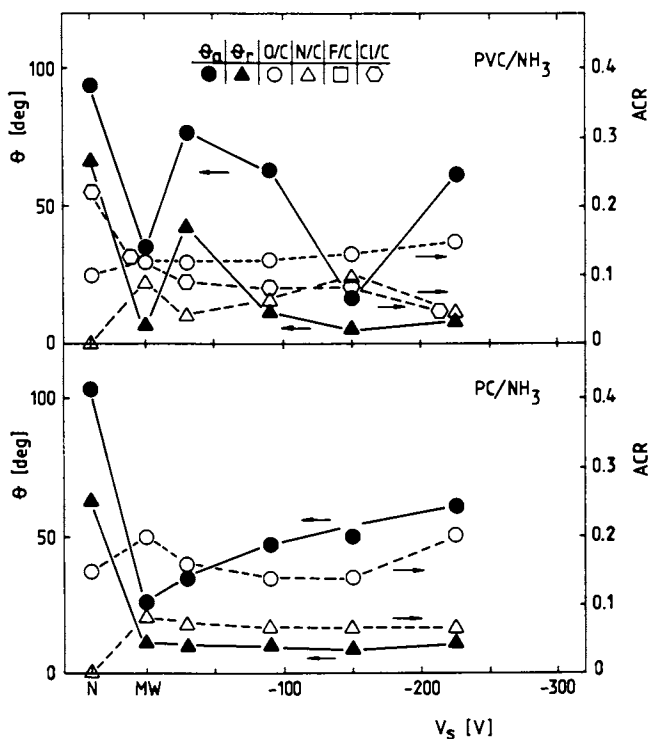 ϑa ϑr O/C N/C F/C Cl/C
PVC/NH3
100
50
0
θ [deg]
0.4
0.3
0.2
0.1
0
ACR
PC/NH3
100
50
0
θ [deg]
0.4
0.3
0.2
0.1
0
ACR
N MW -100 -200 -300
Vs [V]